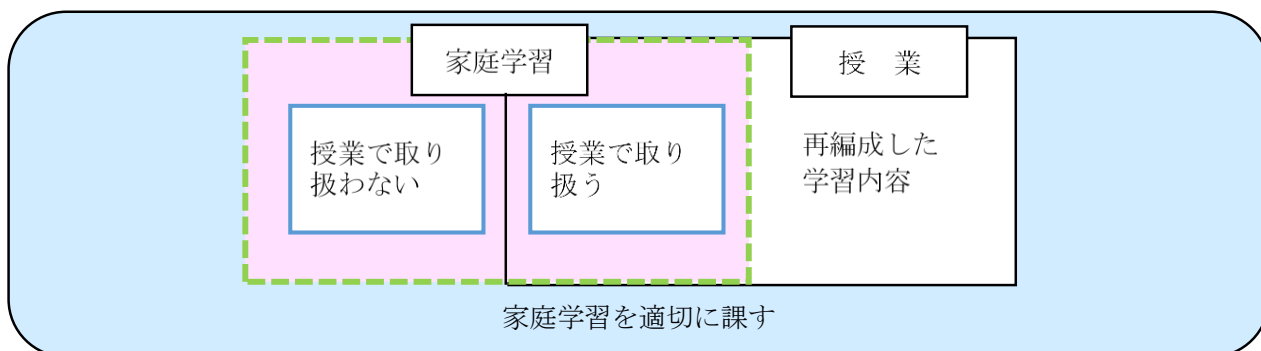 家庭学習
授　業
授業で取り
扱わない
授業で取り
扱う
再編成した
学習内容
家庭学習を適切に課す